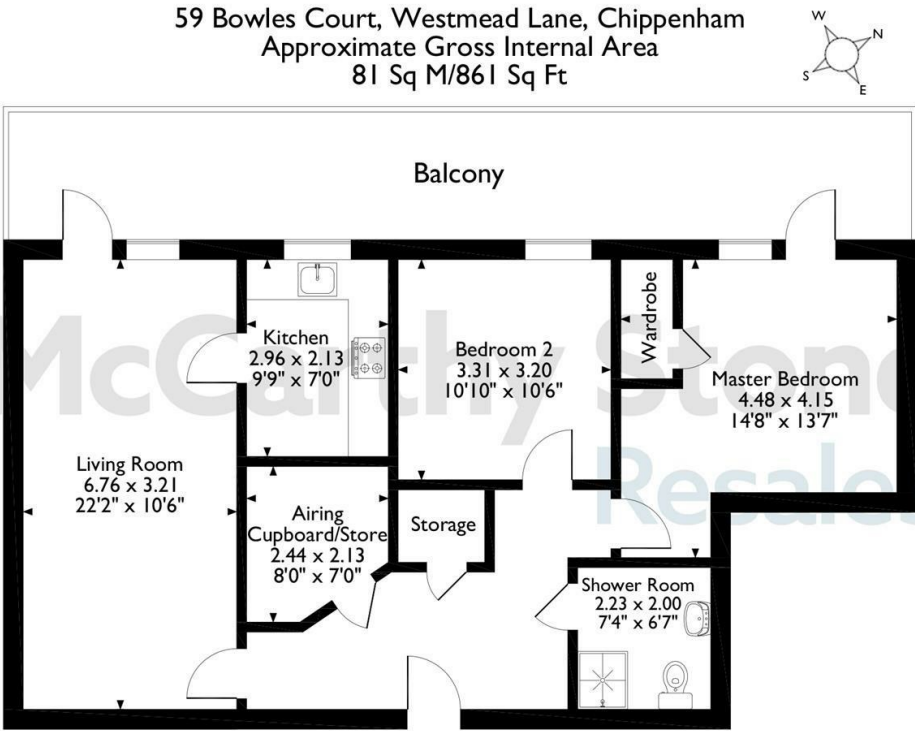 59 Bowles Court, Westmead Lane, Chippenham
Approximate Gross Internal Area
81 Sq M/861 Sq Ft
W
N
S
E
Balcony
Wardrobe
Kitchen
2.96 x 2.13
9'9" x 7'0"
Bedroom 2
3.31 x 3.20
10'10" x 10'6"
Master Bedroom
4.48 x 4.15
14'8" x 13'7"
McCarthy Stone
Resales
Living Room
6.76 x 3.21
22'2" x 10'6"
Airing
Cupboard/Store
2.44 x 2.13
8'0" x 7'0"
Storage
Shower Room
2.23 x 2.00
7'4" x 6'7"